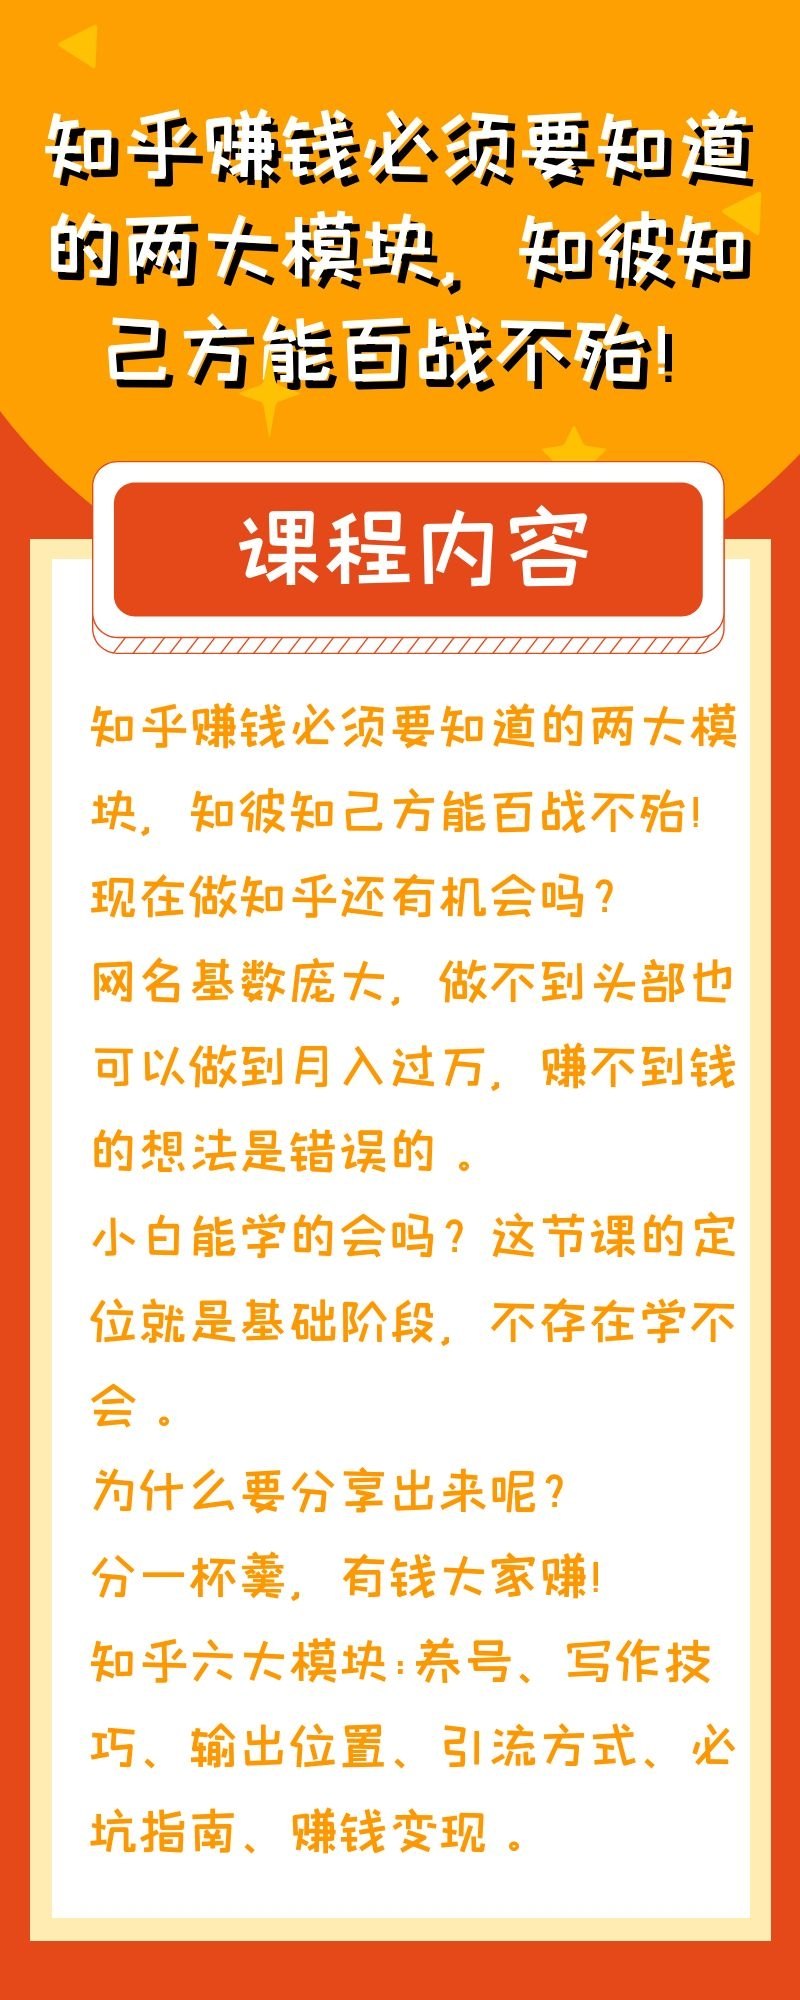 知乎赚钱必须要知道
的两大模块，知彼知
己方能百战不殆！
课程内容
知乎赚钱必须要知道的两大模
块，知彼知己方能百战不殆！
现在做知乎还有机会吗？
网名基数庞大，做不到头部也
可以做到月入过万，赚不到钱
的想法是错误的。
小白能学的会吗？这节课的定
位就是基础阶段，不存在学不
会。
为什么要分享出来呢？
分一杯羹，有钱大家赚！
知乎六大模块：养号、写作技
巧、输出位置、引流方式、必
坑指南、赚钱变现。